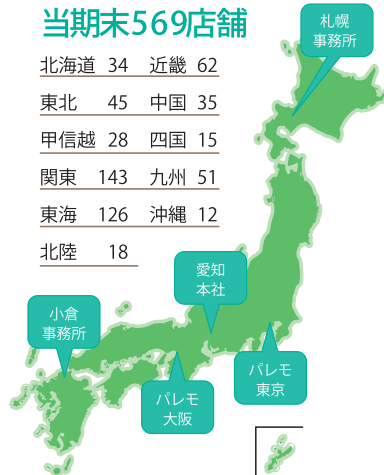 当期末569店舗
北海道 34 近畿 62
東北 45 中国 35
甲信越 28 四国 15
関東 143 九州 51
東海 126 沖縄 12
北陸 18
札幌
事務所
愛知
本社
小倉
事務所
パレモ
大阪
パレモ
東京